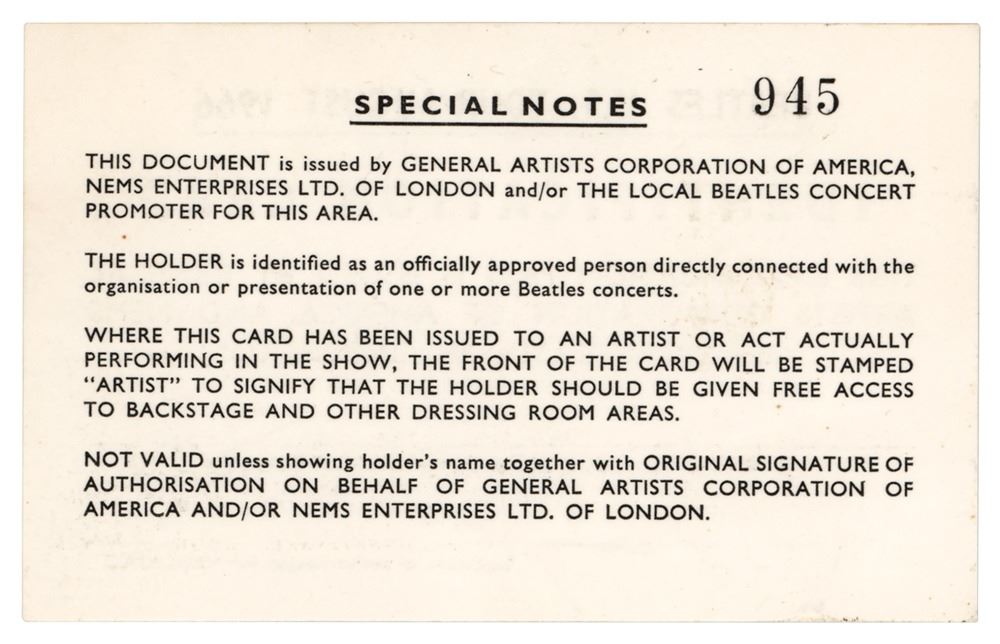 SPECIAL NOTES 945
THIS DOCUMENT is issued by GENERAL ARTISTS CORPORATION OF AMERICA,
NEMS ENTERPRISES LTD. OF LONDON and/or THE LOCAL BEATLES CONCERT
PROMOTER FOR THIS AREA.
THE HOLDER is identified as an officially approved person directly connected with the
organisation or presentation of one or more Beatles concerts.
WHERE THIS CARD HAS BEEN ISSUED TO AN ARTIST OR ACT ACTUALLY
PERFORMING IN THE SHOW, THE FRONT OF THE CARD WILL BE STAMPED
“ARTIST” TO SIGNIFY THAT THE HOLDER SHOULD BE GIVEN FREE ACCESS
TO BACKSTAGE AND OTHER DRESSING ROOM AREAS.
NOT VALID unless showing holder’s name together with ORIGINAL SIGNATURE OF
AUTHORISATION ON BEHALF OF GENERAL ARTISTS CORPORATION OF
AMERICA AND/OR NEMS ENTERPRISES LTD. OF LONDON.